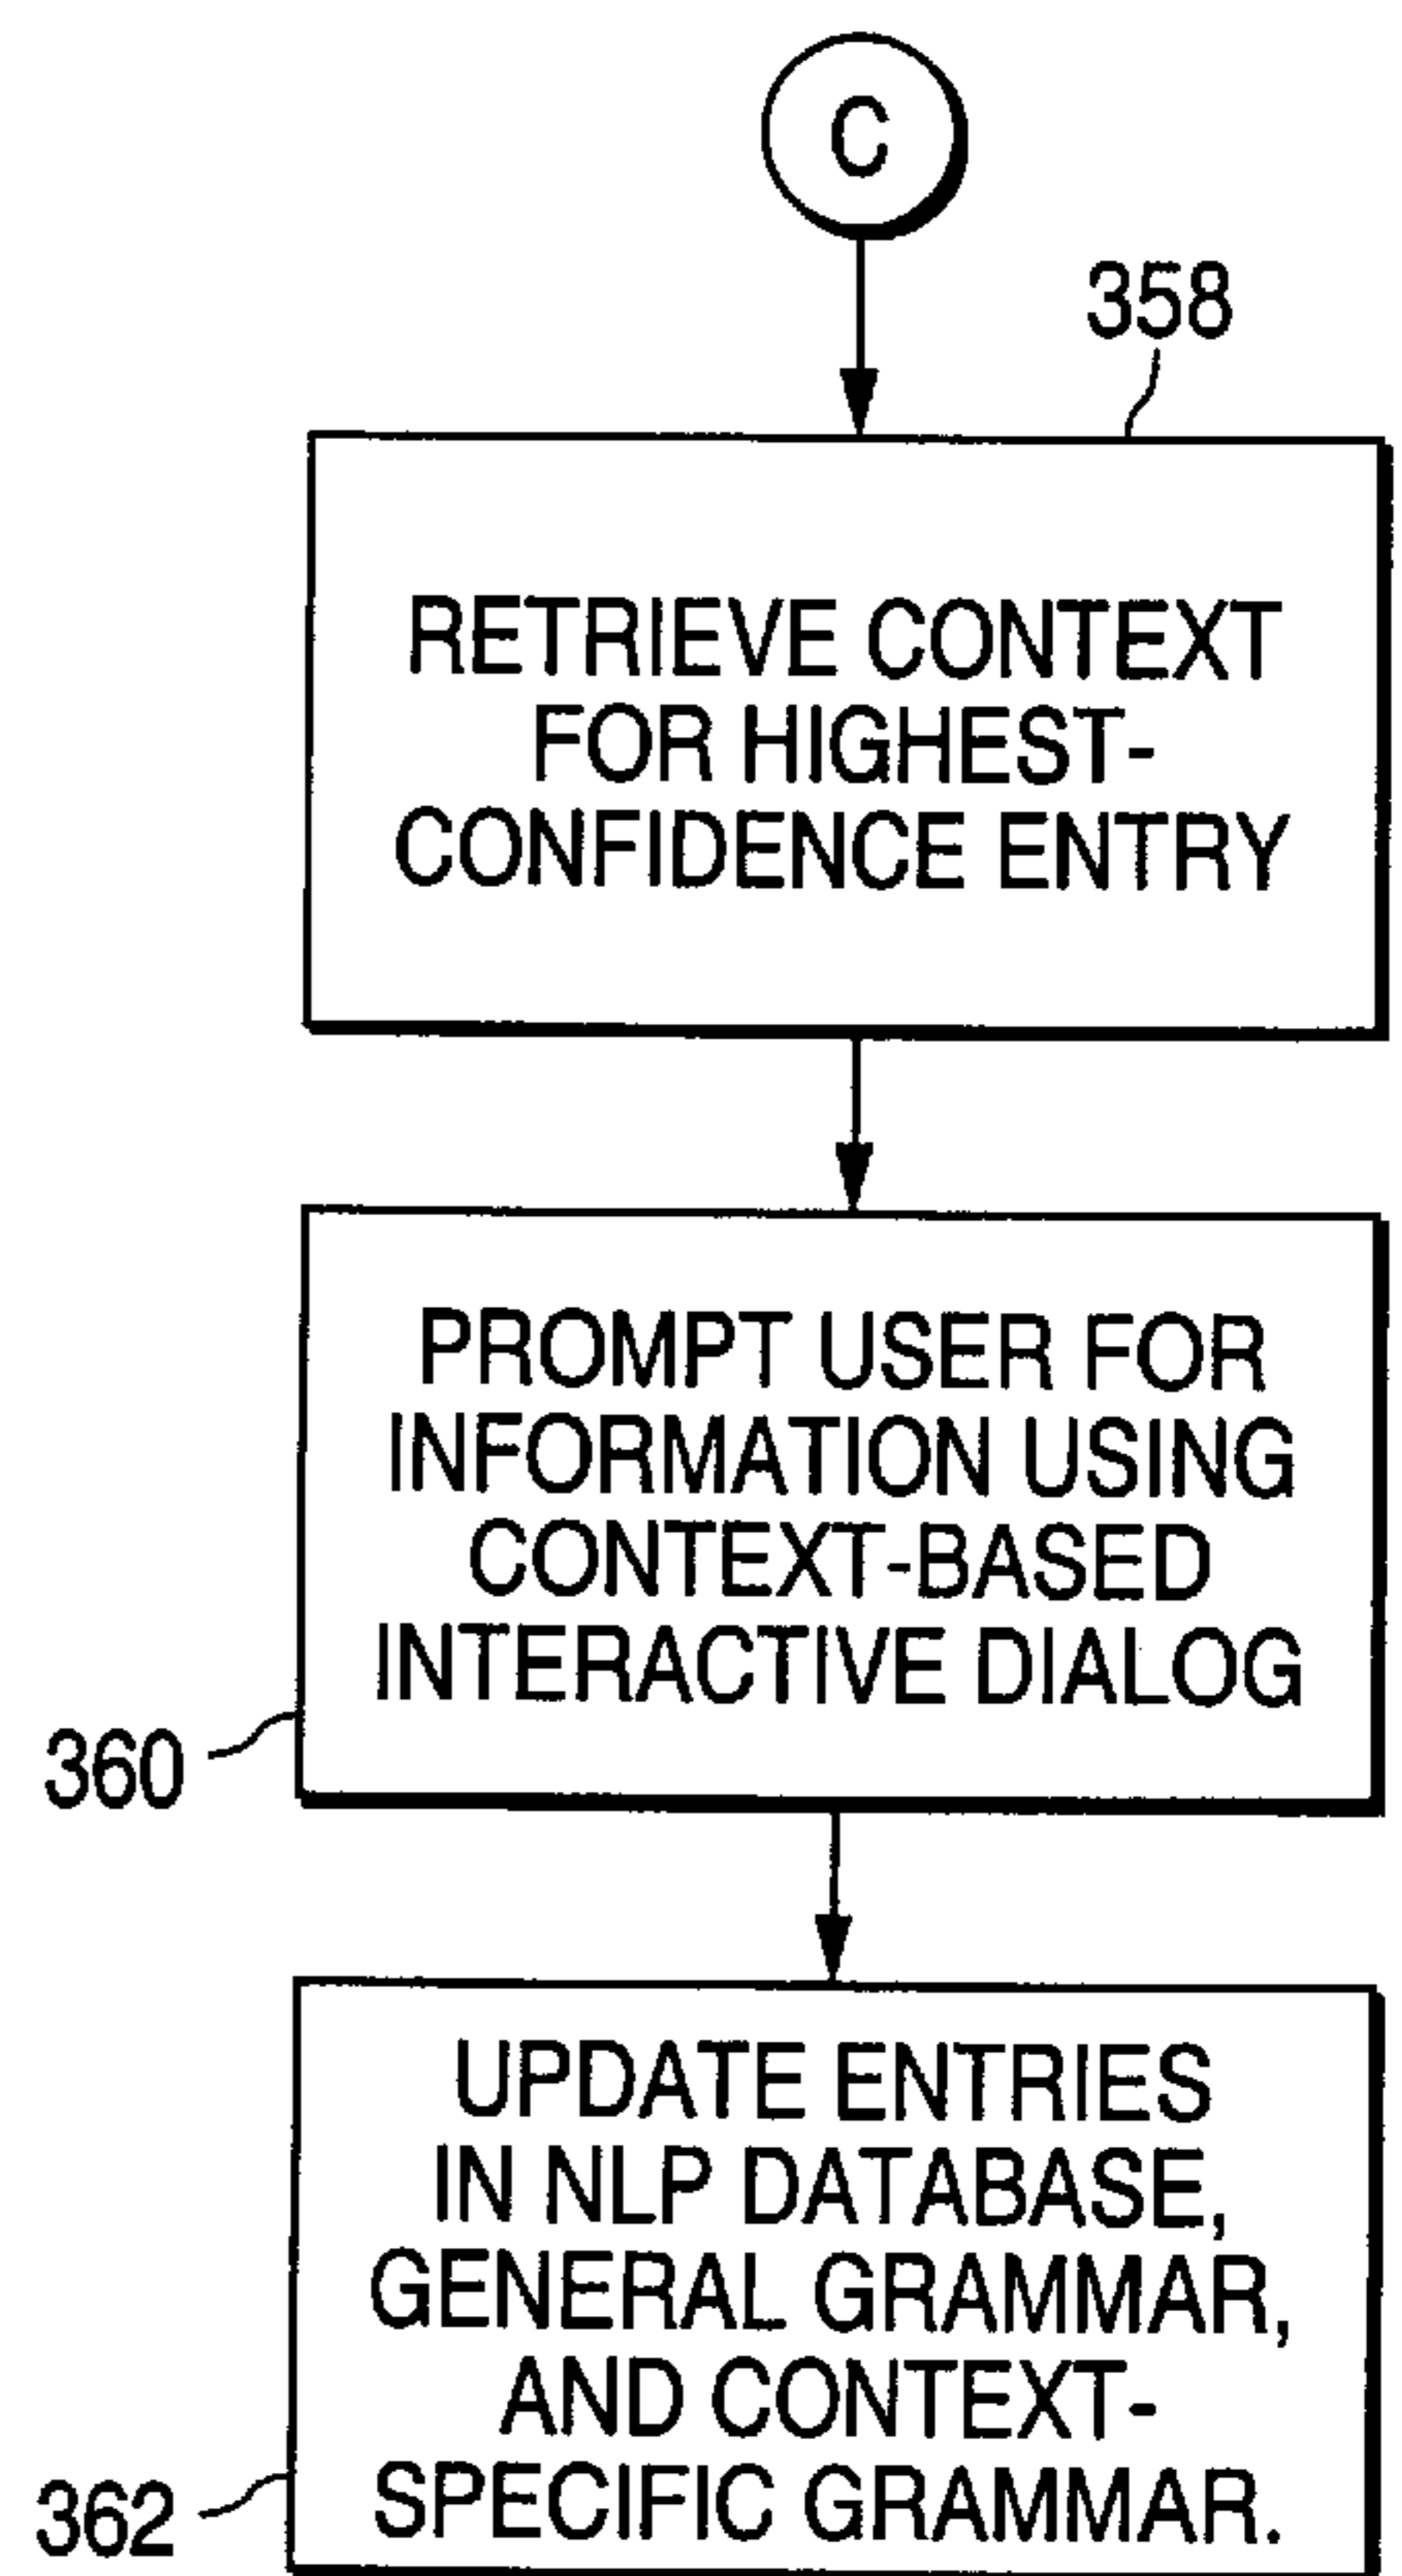 C
358
RETRIEVE CONTEXT
FOR HIGHEST-
CONFIDENCE ENTRY
PROMPT USER FOR
INFORMATION USING
CONTEXT-BASED
INTERACTIVE DIALOG
360
UPDATE ENTRIES
IN NLP DATABASE,
GENERAL GRAMMAR,
AND CONTEXT-
SPECIFIC GRAMMAR.
362